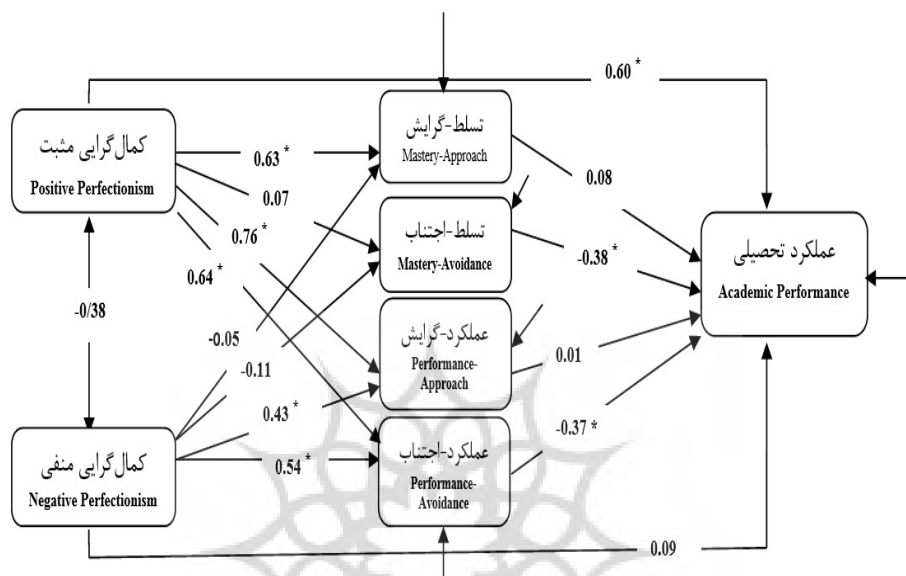 0.60 *
کمال‌گرایی مثبت
Positive Perfectionism
0.63 *
0.07
0.76 *
0.64 *
تسلط-گرایش
Mastery-Approach
0.08
تسلط-اجتناب
Mastery-Avoidance
-0.38 *
عملکرد تحصیلی
Academic Performance
-0/38
-0.05
-0.11
0.43 *
0.54 *
عملکرد-گرایش
Performance-
Approach
0.01
-0.37 *
کمال‌گرایی منفی
Negative Perfectionism
عملکرد-اجتناب
Performance-
Avoidance
0.09